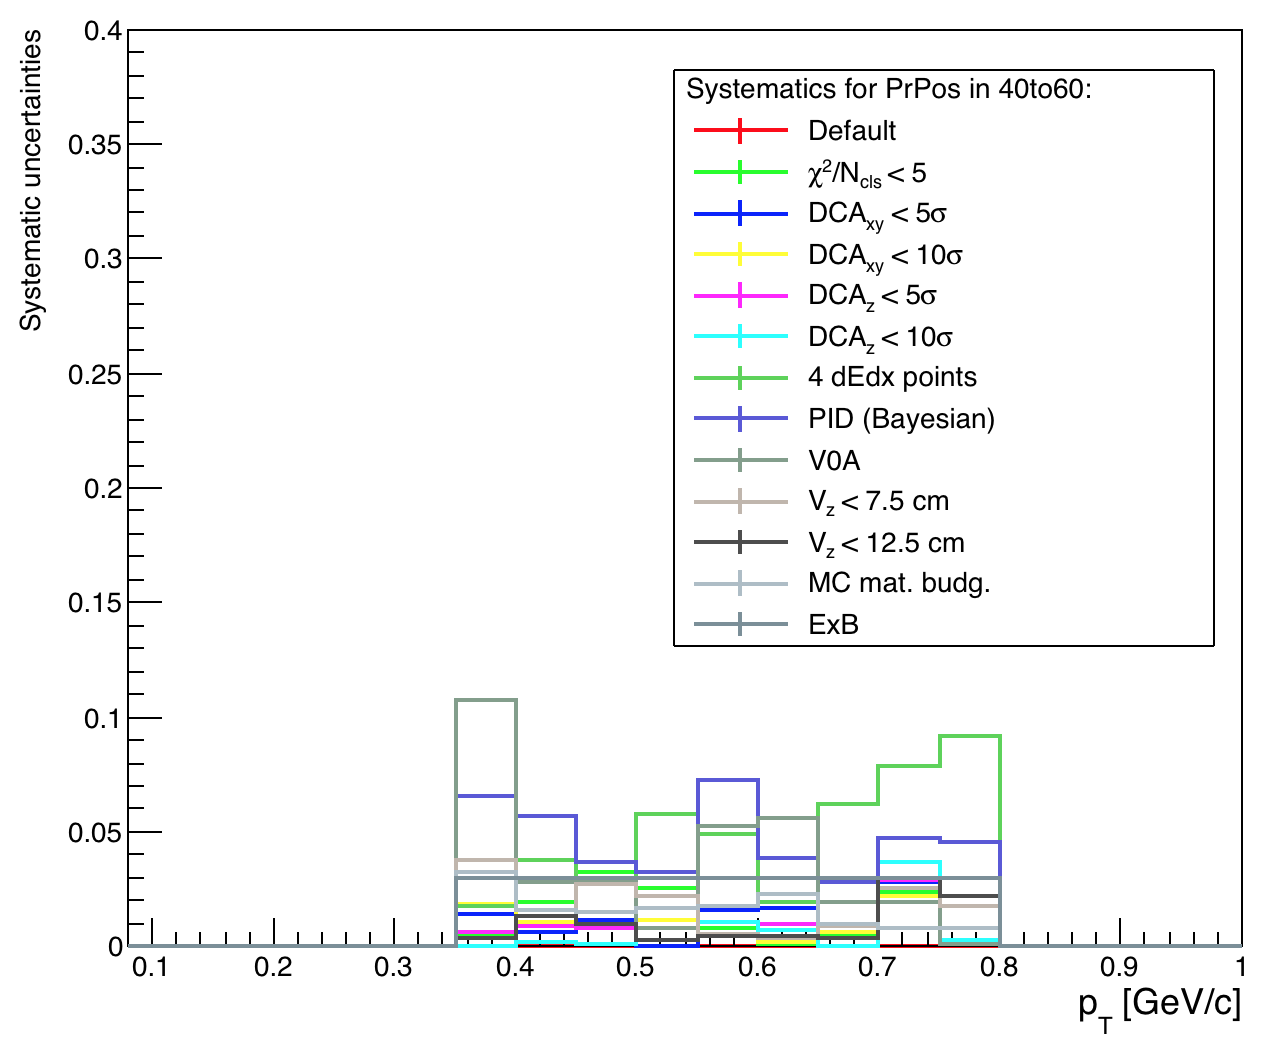 Systematic uncertainties
0.4
0.35
0.3
0.25
0.2
0.15
0.1
0.05
0
Systematics for PrPos in 40to60:
Default
χ²/N_cls < 5
DCA_xy < 5σ
DCA_xy < 10σ
DCA_z < 5σ
DCA_z < 10σ
4 dEdx points
PID (Bayesian)
V0A
V_z < 7.5 cm
V_z < 12.5 cm
MC mat. budg.
ExB
0.1 0.2 0.3 0.4 0.5 0.6 0.7 0.8 0.9 1
p_T [GeV/c]